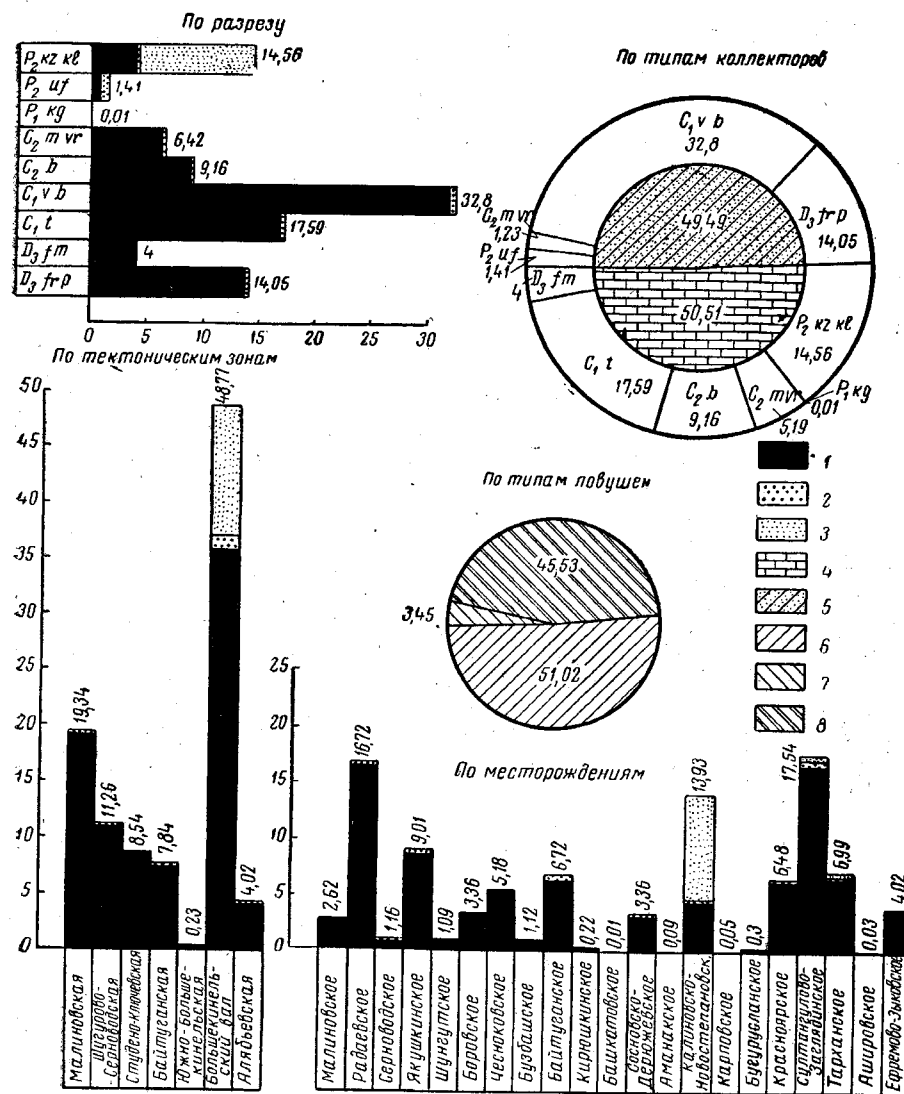 По разрезу
P₂ kz kl
14,56
P₂ uf
1,41
P₁ kg
0,01
C₂ m vr
6,42
C₂ b
9,16
C₁ v b
32,8
C₁ t
17,59
D₃ fm
4
D₃ frp
14,05
0 5 10 15 20 25 30
По типам коллекторов
C₁ v b
32,8
D₃ frp
14,05
C₂ m vr
1,23
P₂ uf
1,41
D₃ fm
4
49,49
50,51
P₂ kz kl
14,56
P₁ kg
0,01
C₂ m vr
5,19
C₂ b
9,16
C₁ t
17,59
1
2
3
4
5
6
7
8
По типам ловушек
45,53
3,45
51,02
По тектоническим зонам
50
45
40
35
30
25
20
15
10
5
0
19,34
11,26
8,54
7,84
0,23
48,77
4,02
Малиновская
Шугурово-
-Серноводская
Студено-Ключевская
Байтуганская
Южно-Больше-
кинельская
Большекинель-
ский вал
Алябьевская
По месторождениям
25
20
15
10
5
0
2,62
16,72
1,16
9,01
1,09
3,36
5,18
1,12
6,72
0,22
0,01
3,36
0,09
13,93
0,05
0,3
6,48
17,54
6,99
0,03
4,02
Малиновское
Радаевское
Серноводское
Якушкинское
Шунгутское
Боровское
Чесноковское
Бузбашское
Байтуганское
Кирюшкинское
Башкатовское
Сосновско-
Дерюжевское
Аманакское
Калиновско-
Новостепановск.
Карповское
Бугурусланское
Красноярское
Султангулово-
Заглядинское
Тарханское
Ашировское
Ефремо-Зыковское